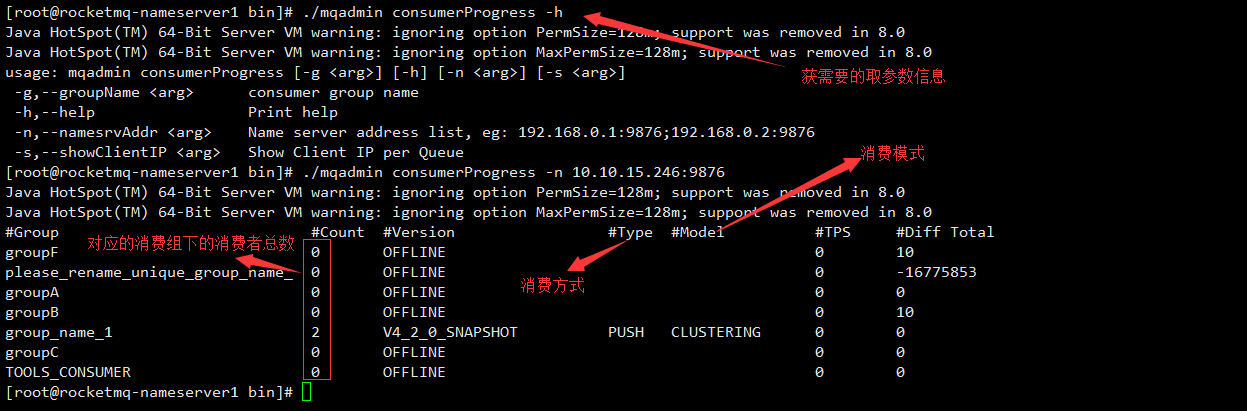 [root@rocketmq-nameserver1 bin]# ./mqadmin consumerProgress -h
Java HotSpot(TM) 64-Bit Server VM warning: ignoring option PermSize=128m; support was removed in 8.0
Java HotSpot(TM) 64-Bit Server VM warning: ignoring option MaxPermSize=128m; support was removed in 8.0
usage: mqadmin consumerProgress [-g <arg>] [-h] [-n <arg>] [-s <arg>]
获需要的取参数信息
-g,--groupName <arg> consumer group name
-h,--help Print help
-n,--namesrvAddr <arg> Name server address list, eg: 192.168.0.1:9876;192.168.0.2:9876
-s,--showClientIP <arg> Show Client IP per Queue
消费模式
[root@rocketmq-nameserver1 bin]# ./mqadmin consumerProgress -n 10.10.15.246:9876
Java HotSpot(TM) 64-Bit Server VM warning: ignoring option PermSize=128m; support was removed in 8.0
Java HotSpot(TM) 64-Bit Server VM warning: ignoring option MaxPermSize=128m; support was removed in 8.0
#Group #Count #Version #Type #Model #TPS #Diff Total
对应的消费组下的消费者总数
groupF 0 OFFLINE 0 10
please_rename_unique_group_name_ 0 OFFLINE 0 -16775853
消费方式
groupA 0 OFFLINE 0 0
groupB 0 OFFLINE 0 10
group_name_1 2 V4_2_0_SNAPSHOT PUSH CLUSTERING 0 0
groupC 0 OFFLINE 0 0
TOOLS_CONSUMER 0 OFFLINE 0 0
[root@rocketmq-nameserver1 bin]#